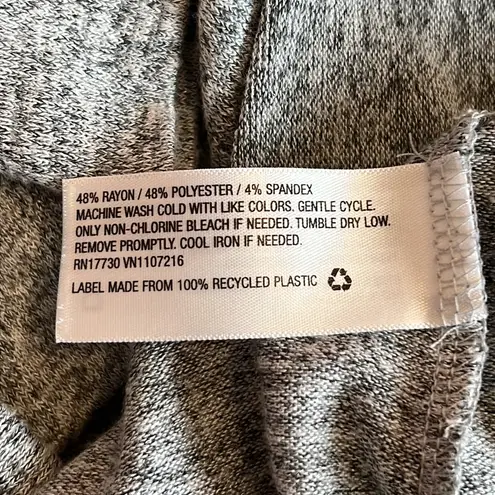 48% RAYON / 48% POLYESTER / 4% SPANDEX
MACHINE WASH COLD WITH LIKE COLORS. GENTLE CYCLE.
ONLY NON-CHLORINE BLEACH IF NEEDED. TUMBLE DRY LOW.
REMOVE PROMPTLY. COOL IRON IF NEEDED.
RN17730 VN1107216
LABEL MADE FROM 100% RECYCLED PLASTIC